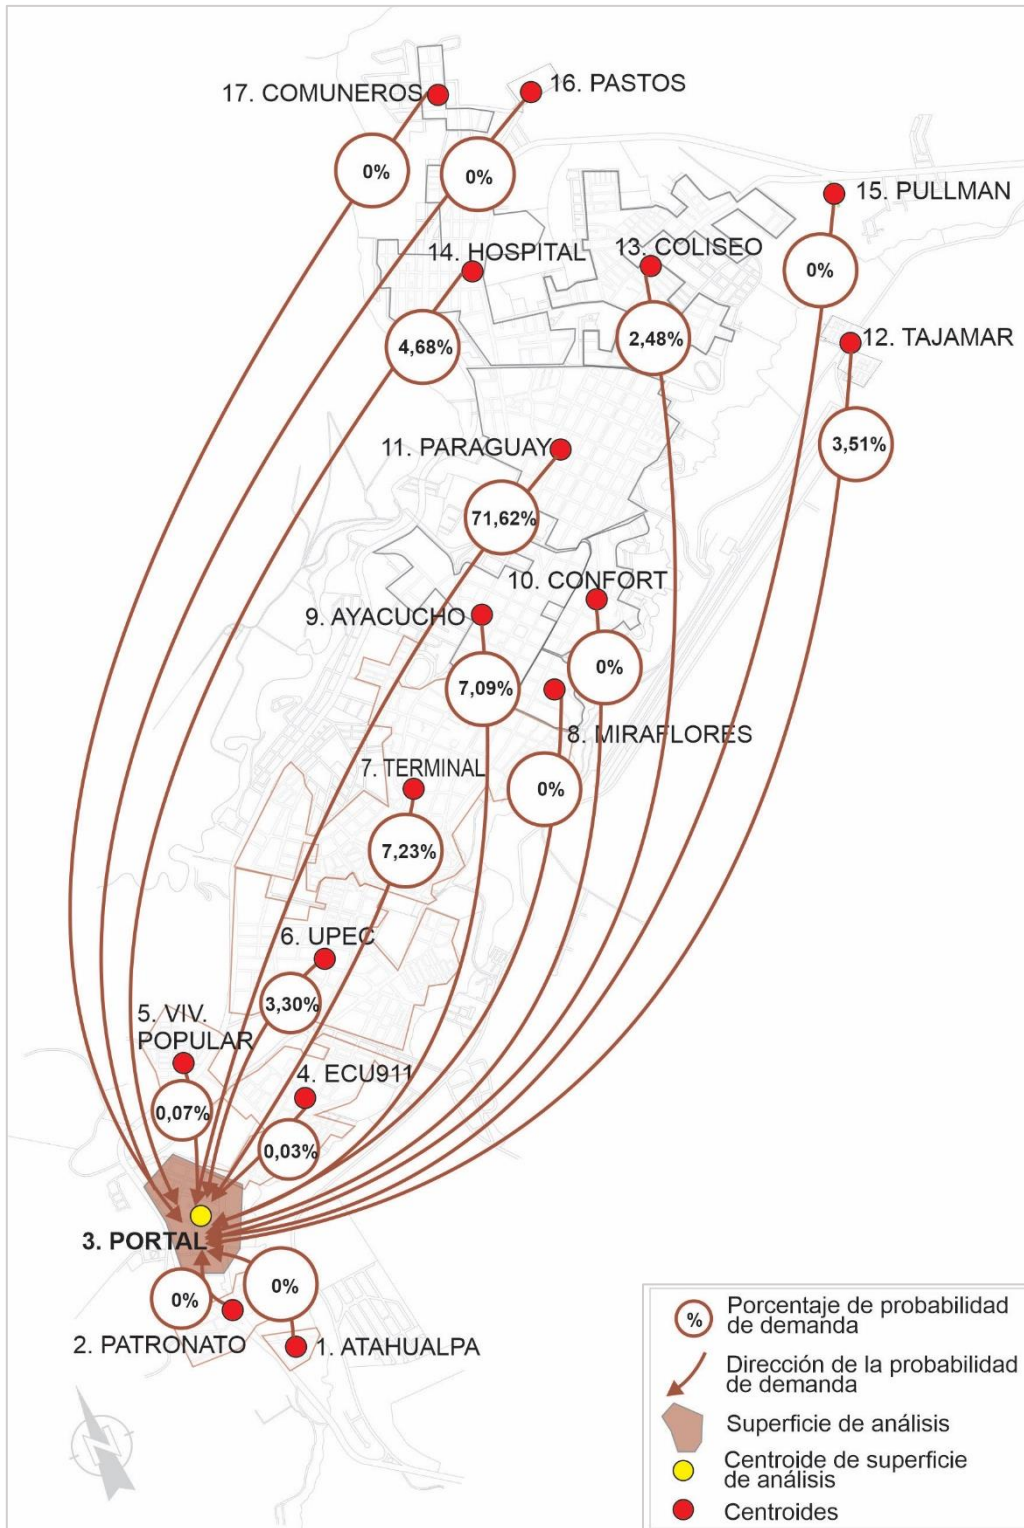 17. COMUNEROS
16. PASTOS
0%
0%
15. PULLMAN
14. HOSPITAL
13. COLISEO
0%
4,68%
2,48%
12. TAJAMAR
3,51%
11. PARAGUAY
71,62%
10. CONFORT
9. AYACUCHO
0%
7,09%
8. MIRAFLORES
7. TERMINAL
0%
7,23%
6. UPEC
3,30%
5. VIV.
POPULAR
4. ECU911
0,07%
0,03%
3. PORTAL
0%
0%
2. PATRONATO
1. ATAHUALPA
%
Porcentaje de probabilidad
de demanda
Dirección de la probabilidad
de demanda
Superficie de análisis
Centroide de superficie
de análisis
Centroides